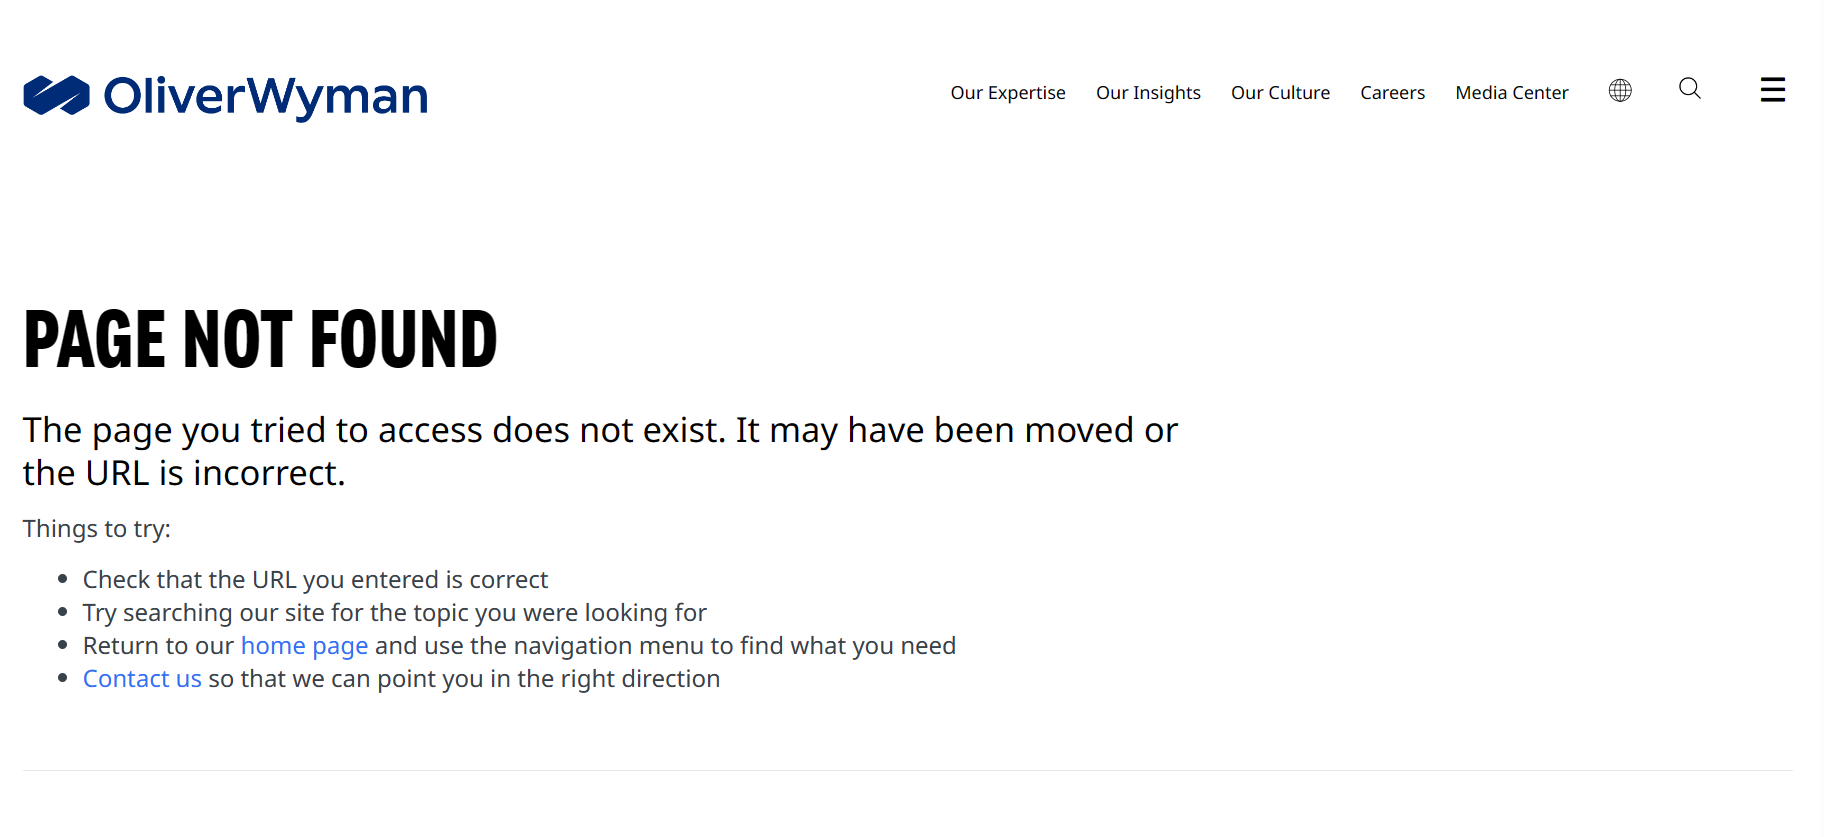 OliverWyman
Our Expertise
Our Insights
Our Culture
Careers
Media Center
PAGE NOT FOUND
The page you tried to access does not exist. It may have been moved or
the URL is incorrect.
Things to try:
Check that the URL you entered is correct
Try searching our site for the topic you were looking for
Return to our home page and use the navigation menu to find what you need
Contact us so that we can point you in the right direction